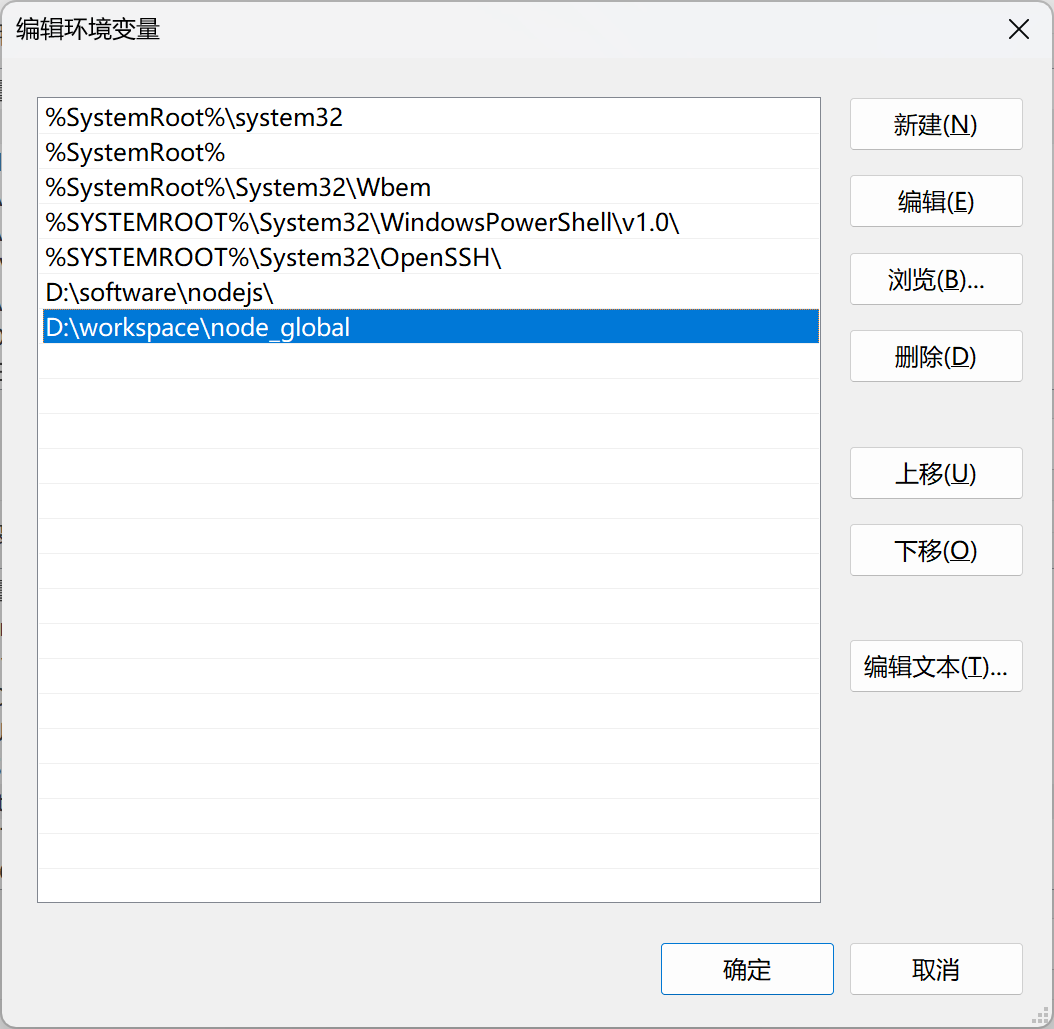 编辑环境变量
%SystemRoot%\system32
%SystemRoot%
%SystemRoot%\System32\Wbem
%SYSTEMROOT%\System32\WindowsPowerShell\v1.0\
%SYSTEMROOT%\System32\OpenSSH\
D:\software\nodejs\
D:\workspace\node_global
新建(N)
编辑(E)
浏览(B)...
删除(D)
上移(U)
下移(O)
编辑文本(T)...
确定
取消